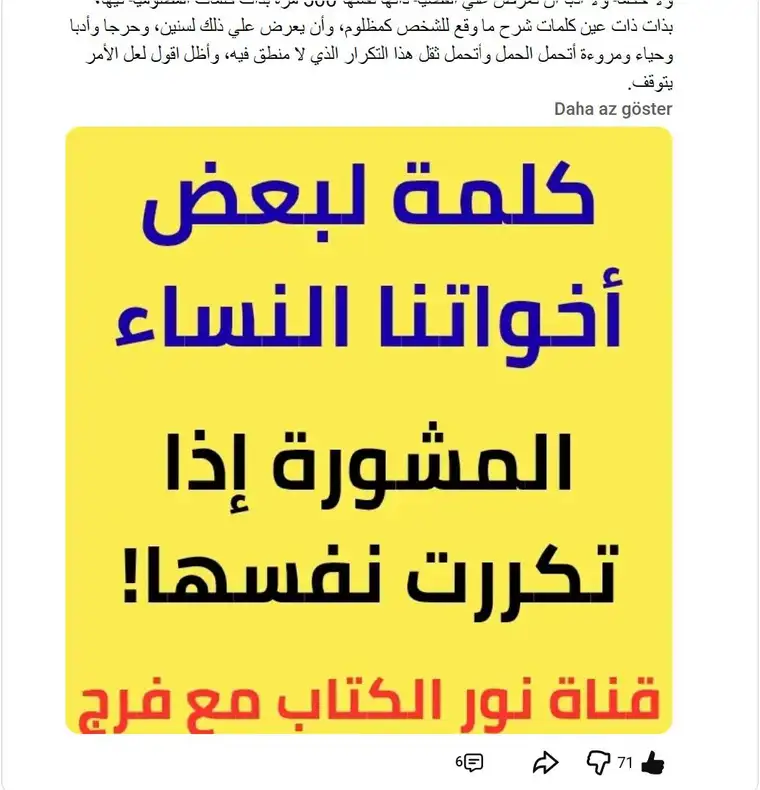 بذات ذات عين كلمات شرح ما وقع للشخص كمظلوم، وأن يعرض علي ذلك لسنين، وحرجا وأدبا
وحياء ومروءة أتحمل الحمل وأتحمل ثقل هذا التكرار الذي لا منطق فيه، وأظل اقول لعل الأمر
يتوقف.
Daha az göster
كلمة لبعض
أخواتنا النساء
المشورة إذا
تكررت نفسها!
قناة نور الكتاب مع فرج
71
6